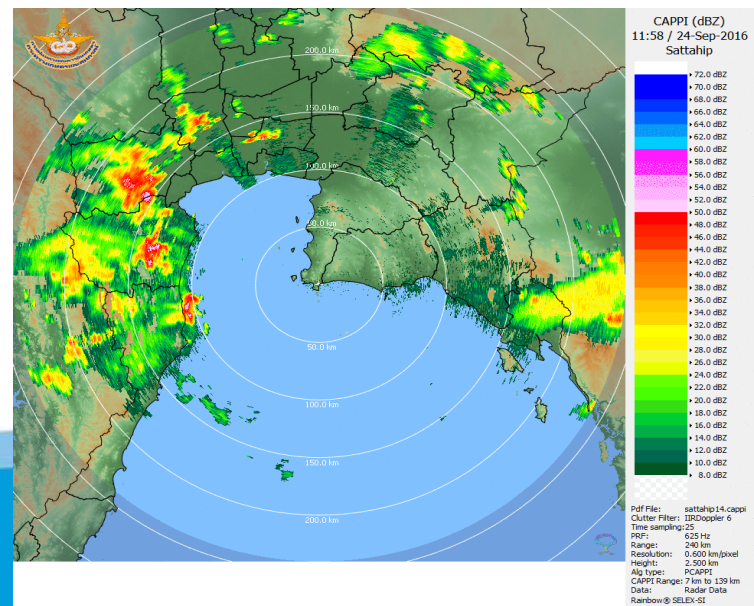 CAPPI (dBZ)
11:58 / 24-Sep-2016
Sattahip
72.0 dBZ
70.0 dBZ
68.0 dBZ
66.0 dBZ
64.0 dBZ
62.0 dBZ
60.0 dBZ
58.0 dBZ
56.0 dBZ
54.0 dBZ
52.0 dBZ
50.0 dBZ
48.0 dBZ
46.0 dBZ
44.0 dBZ
42.0 dBZ
40.0 dBZ
38.0 dBZ
36.0 dBZ
34.0 dBZ
32.0 dBZ
30.0 dBZ
28.0 dBZ
26.0 dBZ
24.0 dBZ
22.0 dBZ
20.0 dBZ
18.0 dBZ
16.0 dBZ
14.0 dBZ
12.0 dBZ
10.0 dBZ
8.0 dBZ
Pdf File: sattahip14.cappi
Clutter Filter: IIRDoppler 6
Time sampling:25
PRF: 625 Hz
Range: 240 km
Resolution: 0.600 km/pixel
Height: 2.500 km
Alg type: PCAPPI
CAPPI Range: 7 km to 139 km
Data: Radar Data
Rainbow® SELEX-SI
200.0 km
150.0 km
100.0 km
50.0 km
50.0 km
100.0 km
150.0 km
200.0 km